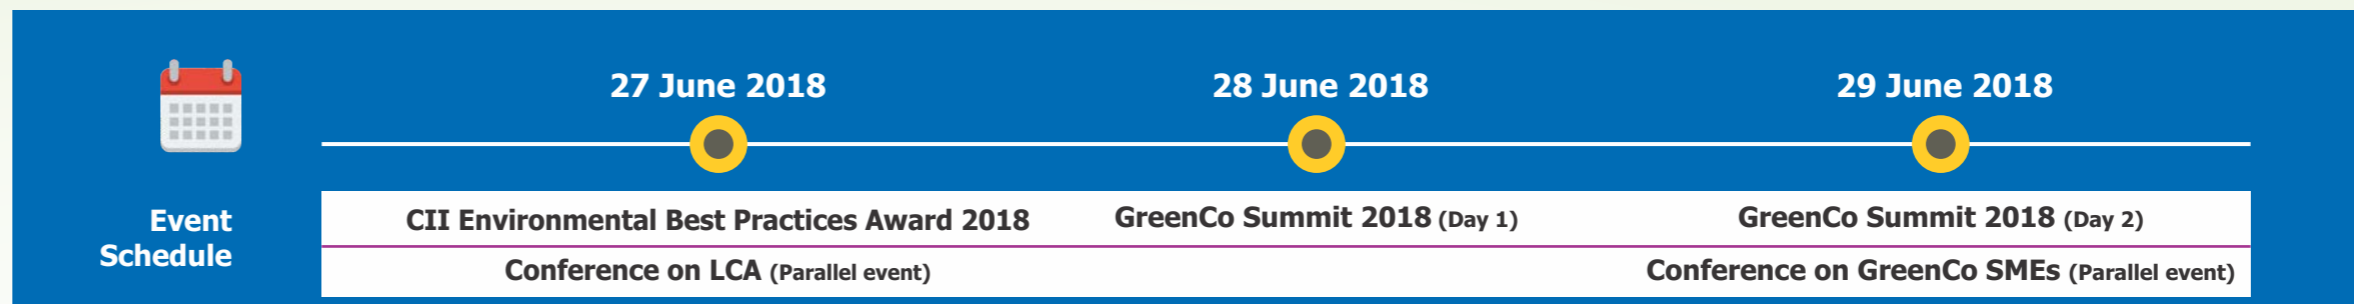 27 June 2018
28 June 2018
29 June 2018
Event
Schedule
CII Environmental Best Practices Award 2018
GreenCo Summit 2018 (Day 1)
GreenCo Summit 2018 (Day 2)
Conference on LCA (Parallel event)
Conference on GreenCo SMEs (Parallel event)